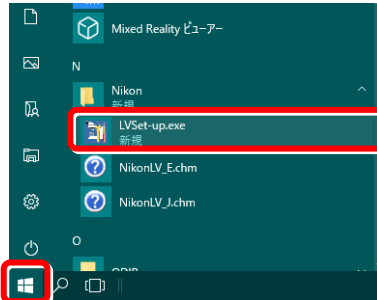 Mixed Reality ビューアー
N
Nikon
新規
LVSet-up.exe
新規
NikonLV_E.chm
NikonLV_J.chm
O